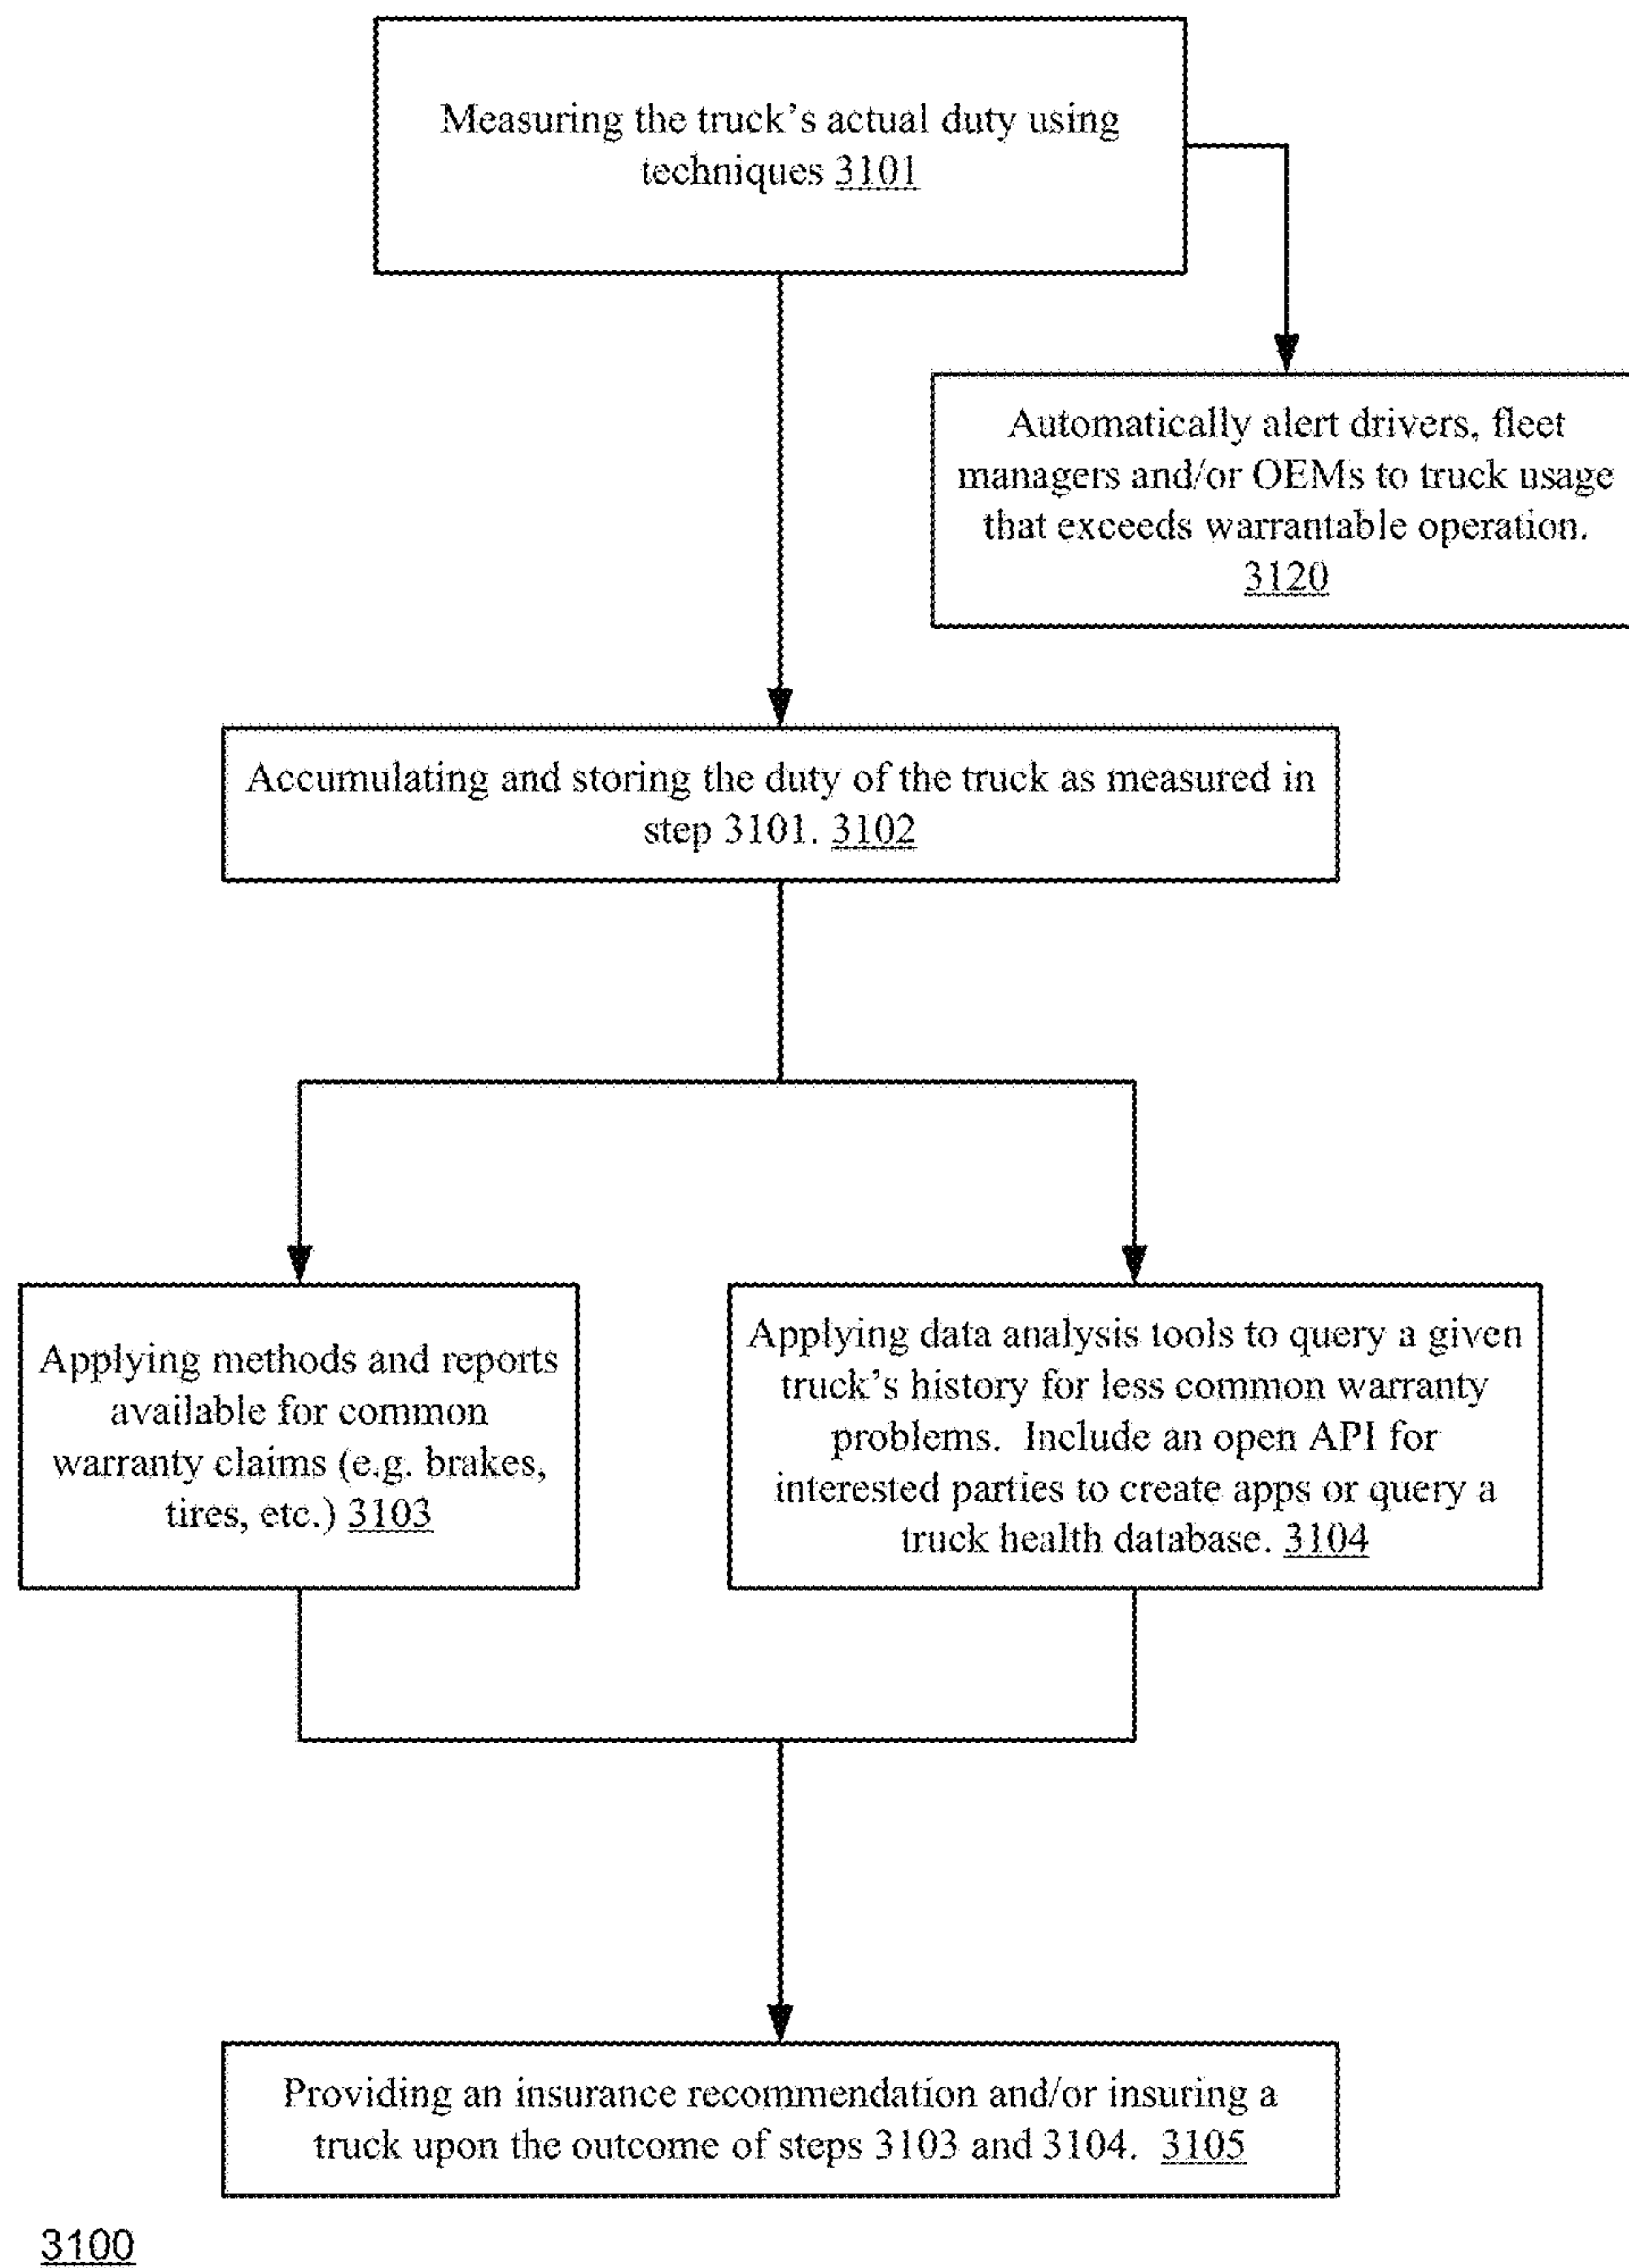 Measuring the truck's actual duty using
techniques 3101
Automatically alert drivers, fleet
managers and/or OEMs to truck usage
that exceeds warrantable operation.
3120
Accumulating and storing the duty of the truck as measured in
step 3101. 3102
Applying methods and reports
available for common
warranty claims (e.g. brakes,
tires, etc.) 3103
Applying data analysis tools to query a given
truck's history for less common warranty
problems. Include an open API for
interested parties to create apps or query a
truck health database. 3104
Providing an insurance recommendation and/or insuring a
truck upon the outcome of steps 3103 and 3104. 3105
3100